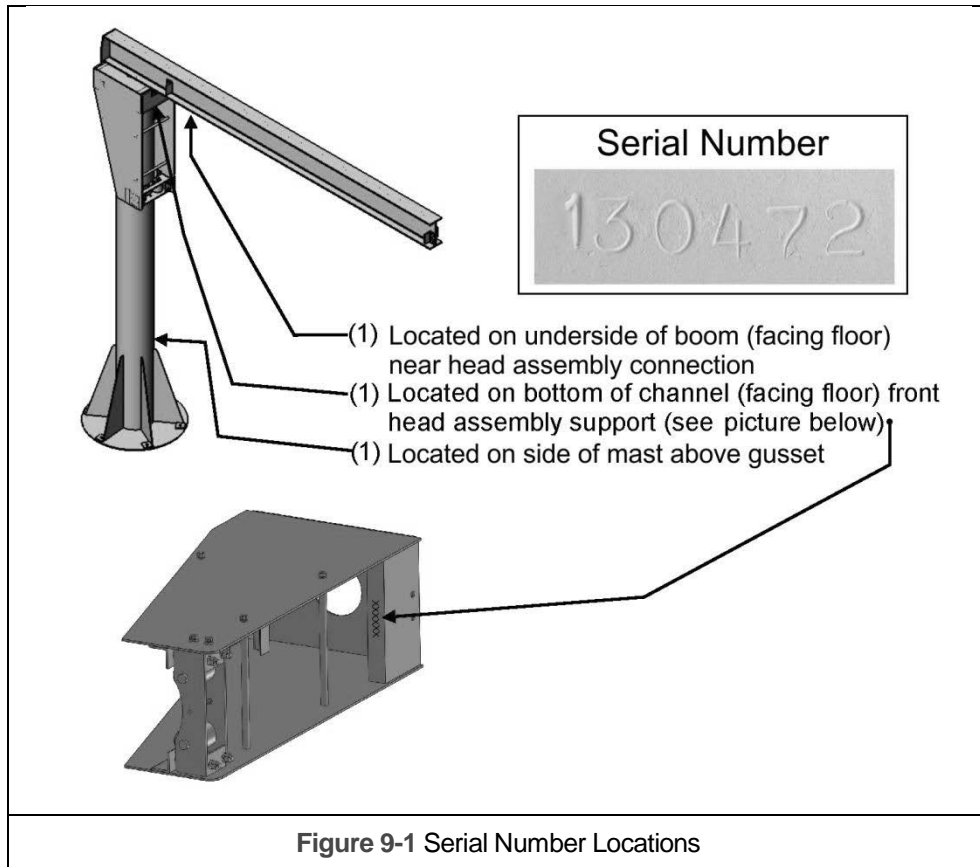 Serial Number
130472
(1) Located on underside of boom (facing floor)
near head assembly connection
(1) Located on bottom of channel (facing floor) front
head assembly support (see picture below)
(1) Located on side of mast above gusset
XXXXXX
Figure 9-1 Serial Number Locations